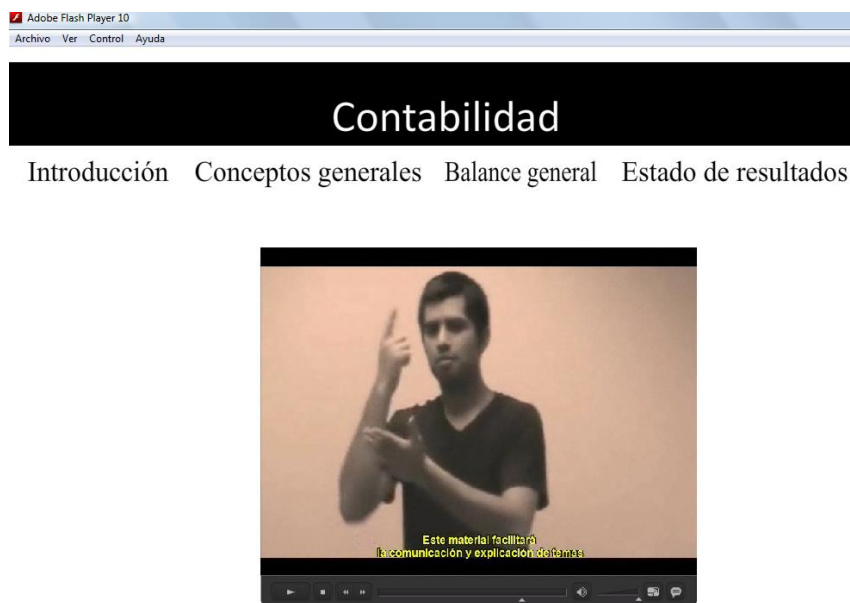 Adobe Flash Player 10
Archivo Ver Control Ayuda
Contabilidad
Introducción Conceptos generales Balance general Estado de resultados
Este material facilitará
la comunicación y explicación de temas